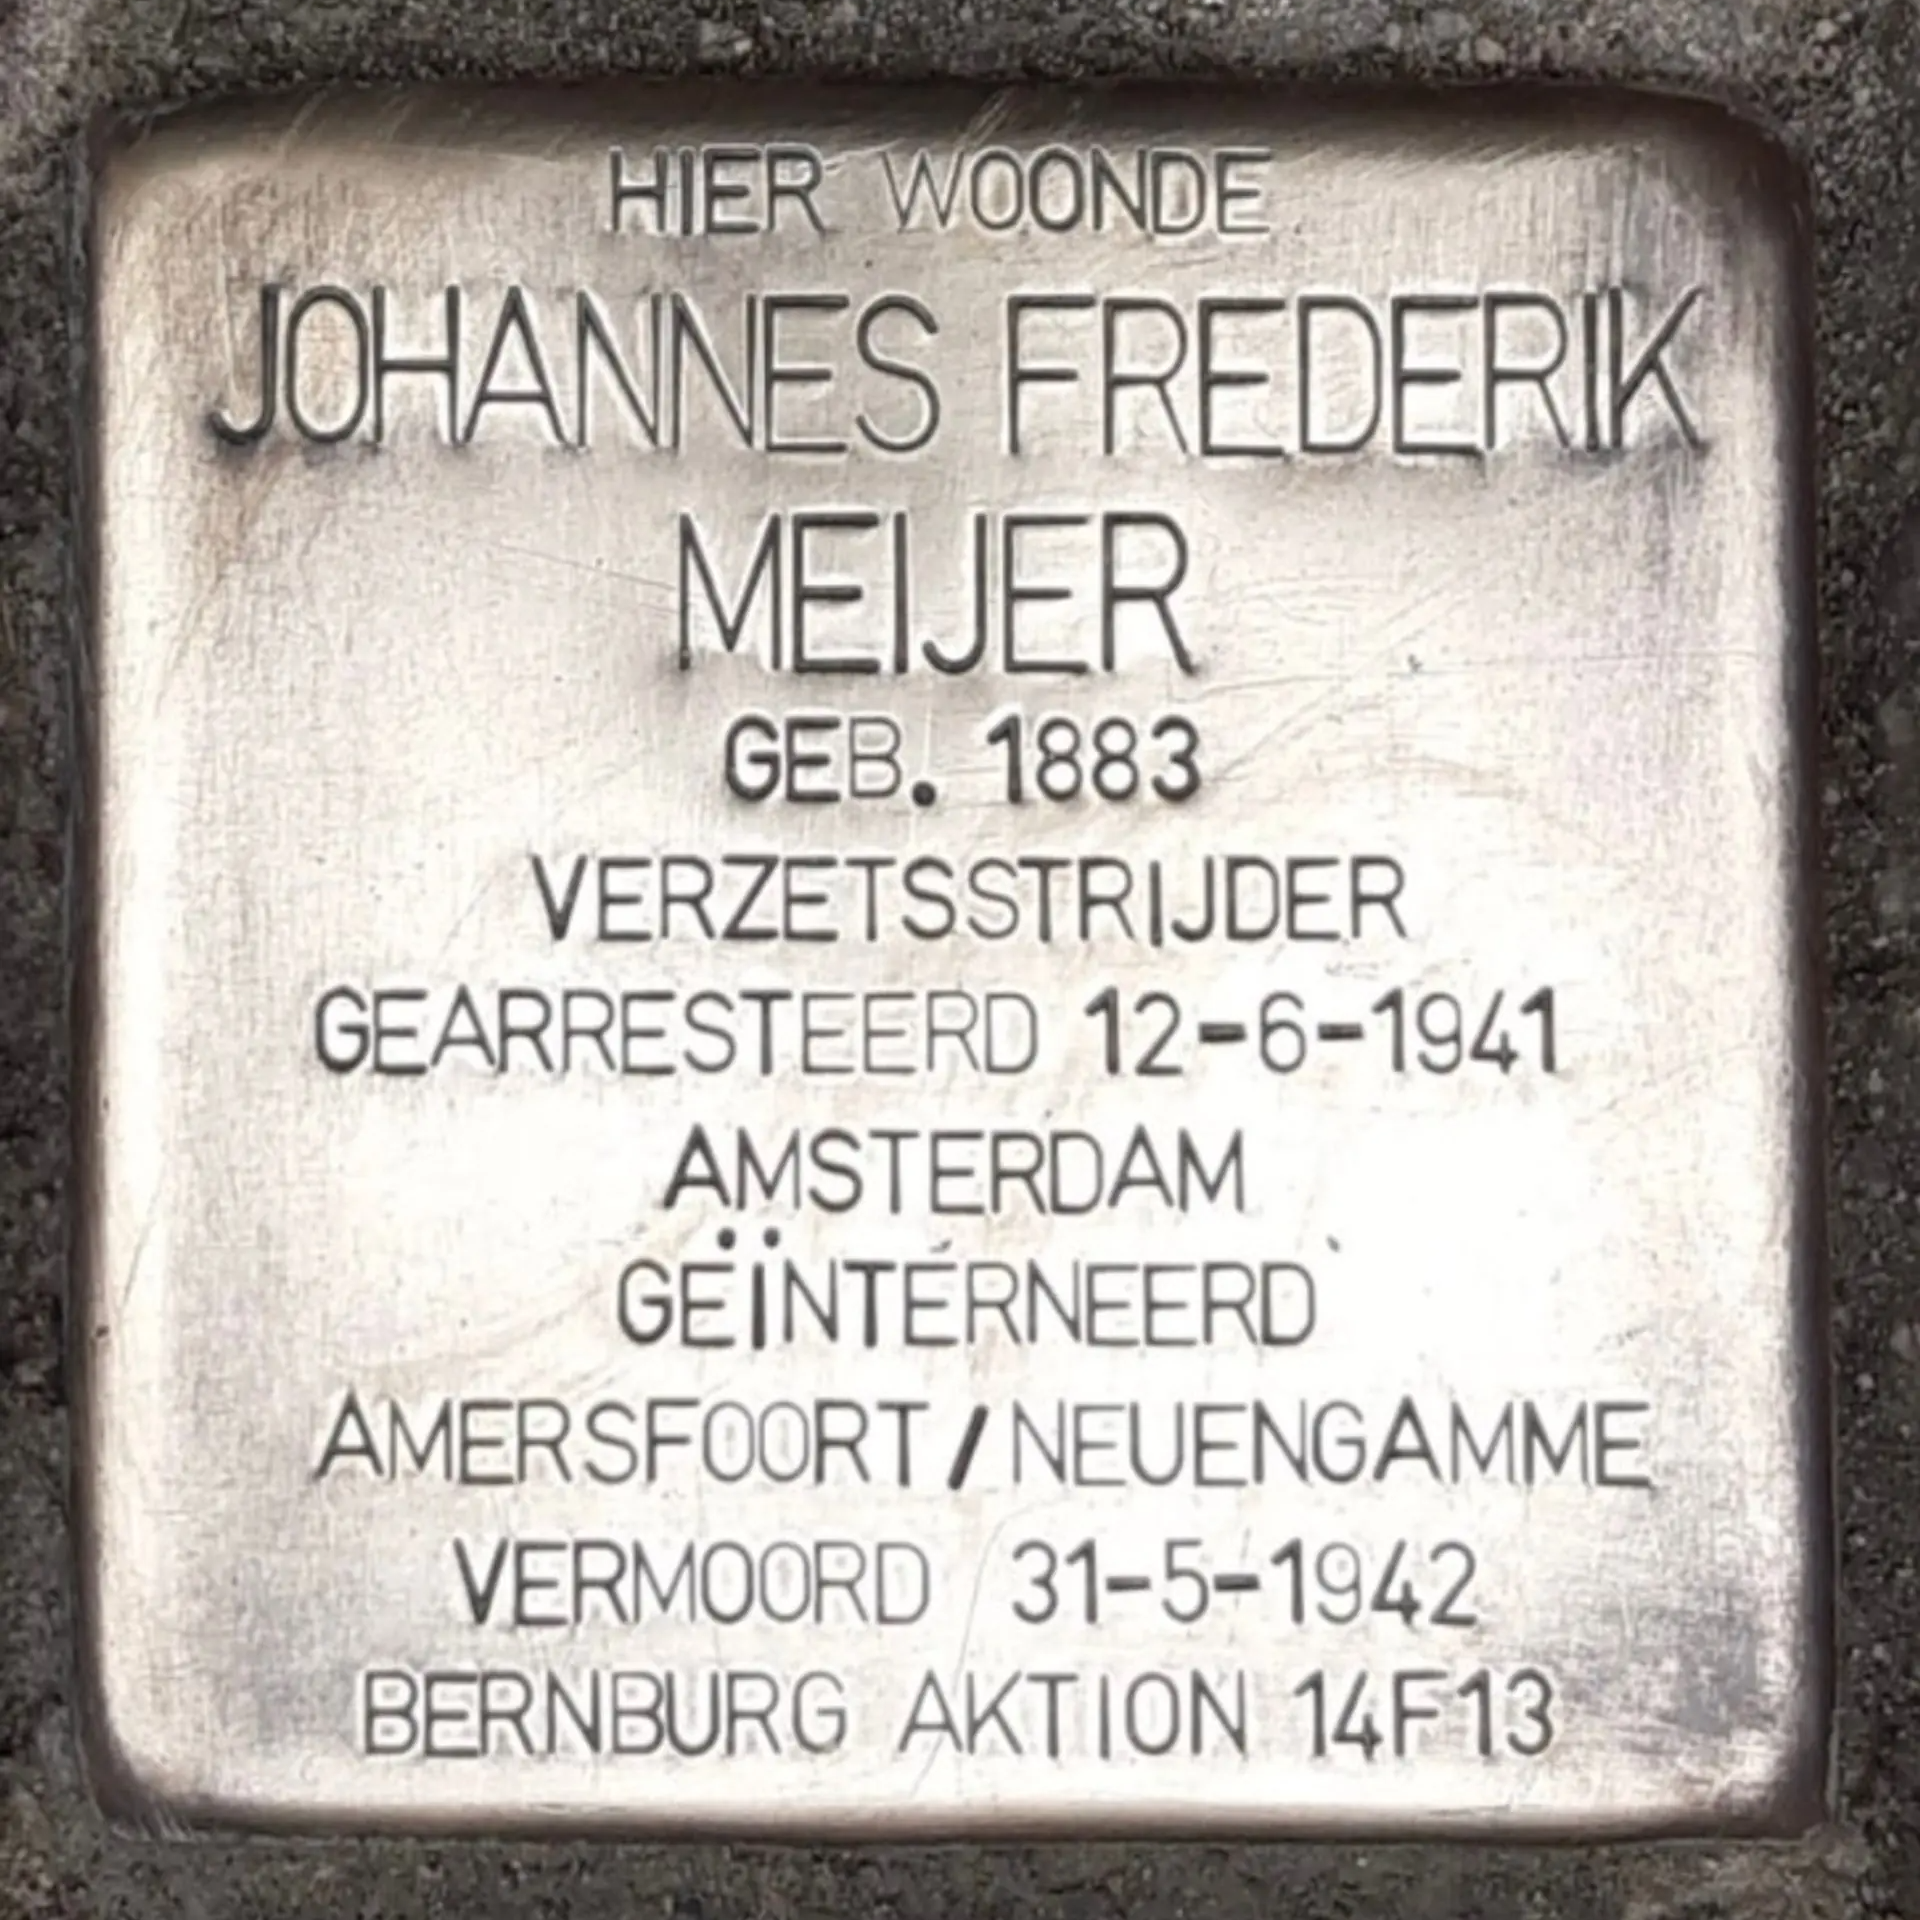 HIER WOONDE
JOHANNES FREDERIK
MEIJER
GEB. 1883
VERZETSSTRIJDER
GEARRESTEERD 12-6-1941
AMSTERDAM
GEÏNTERNEERD
AMERSFOORT/NEUENGAMME
VERMOORD 31-5-1942
BERNBURG AKTION 14F13